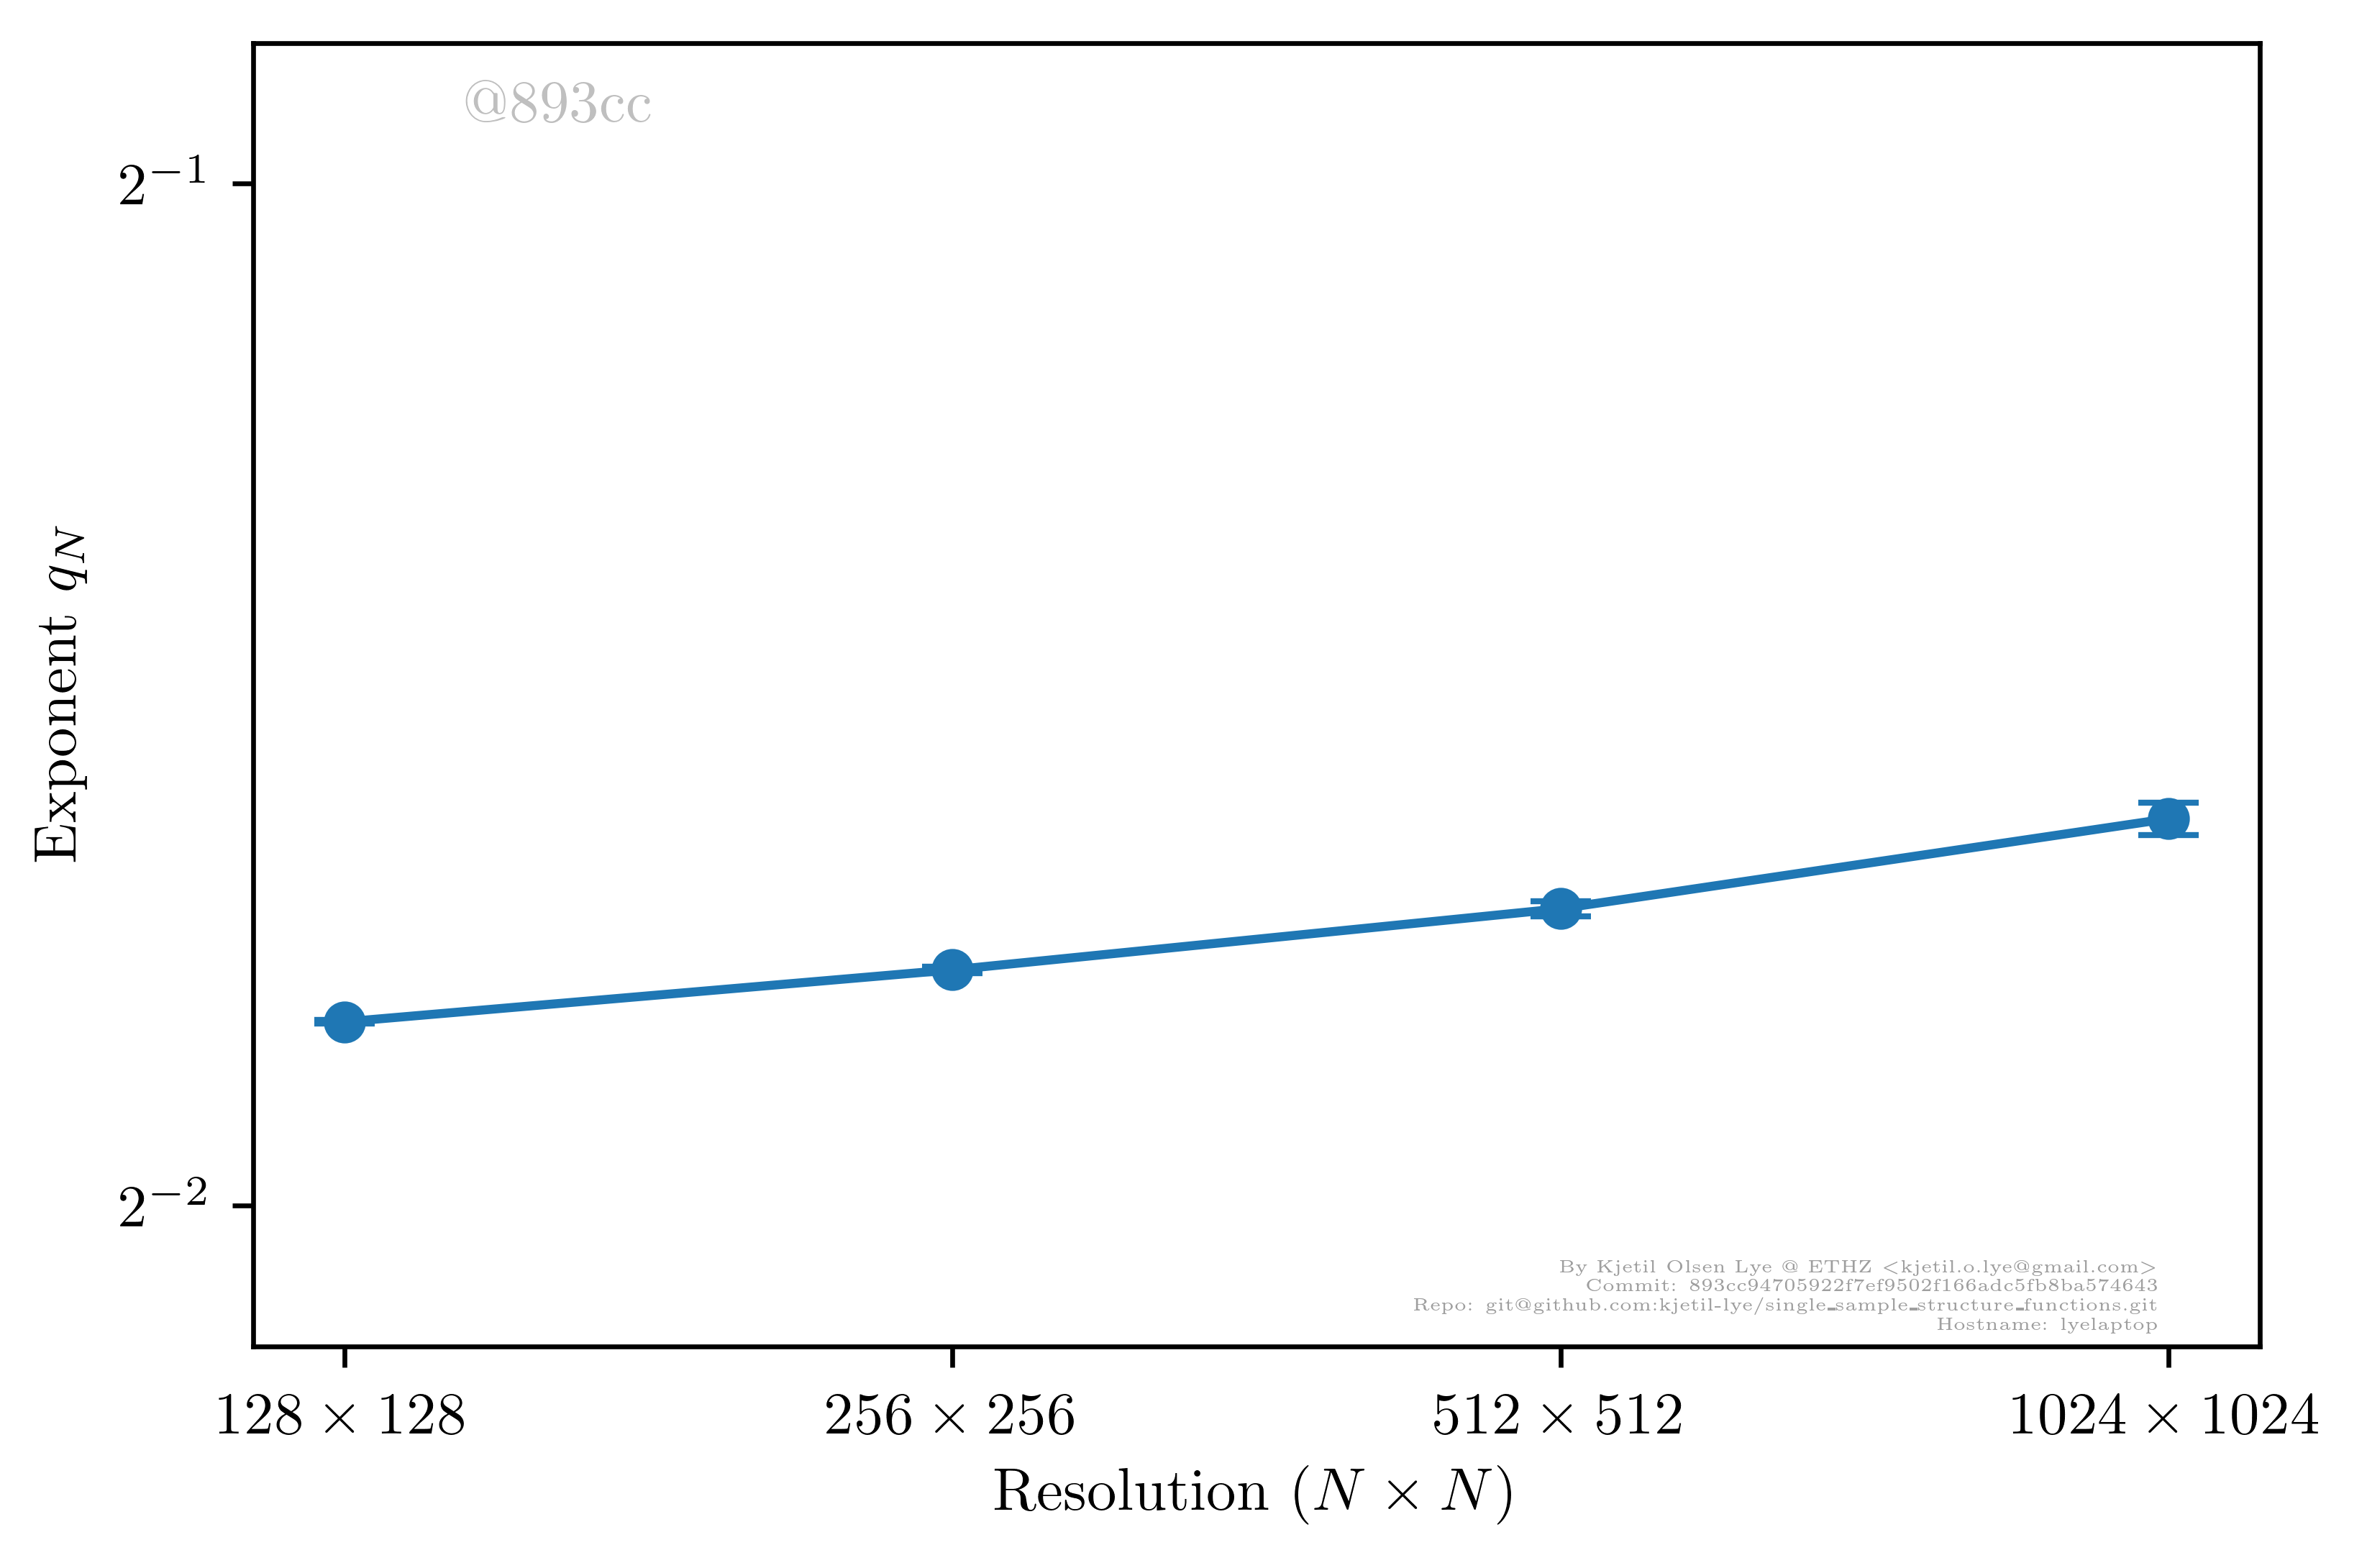 @893cc
2⁻¹
Exponent q_N
2⁻²
By Kjetil Olsen Lye @ ETHZ <kjetil.o.lye@gmail.com>
Commit: 893cc94705922f7ef9502f166adc5fb8ba574643
Repo: git@github.com:kjetil-lye/single_sample_structure_functions.git
Hostname: lyelaptop
128 × 128
256 × 256
512 × 512
1024 × 1024
Resolution (N × N)